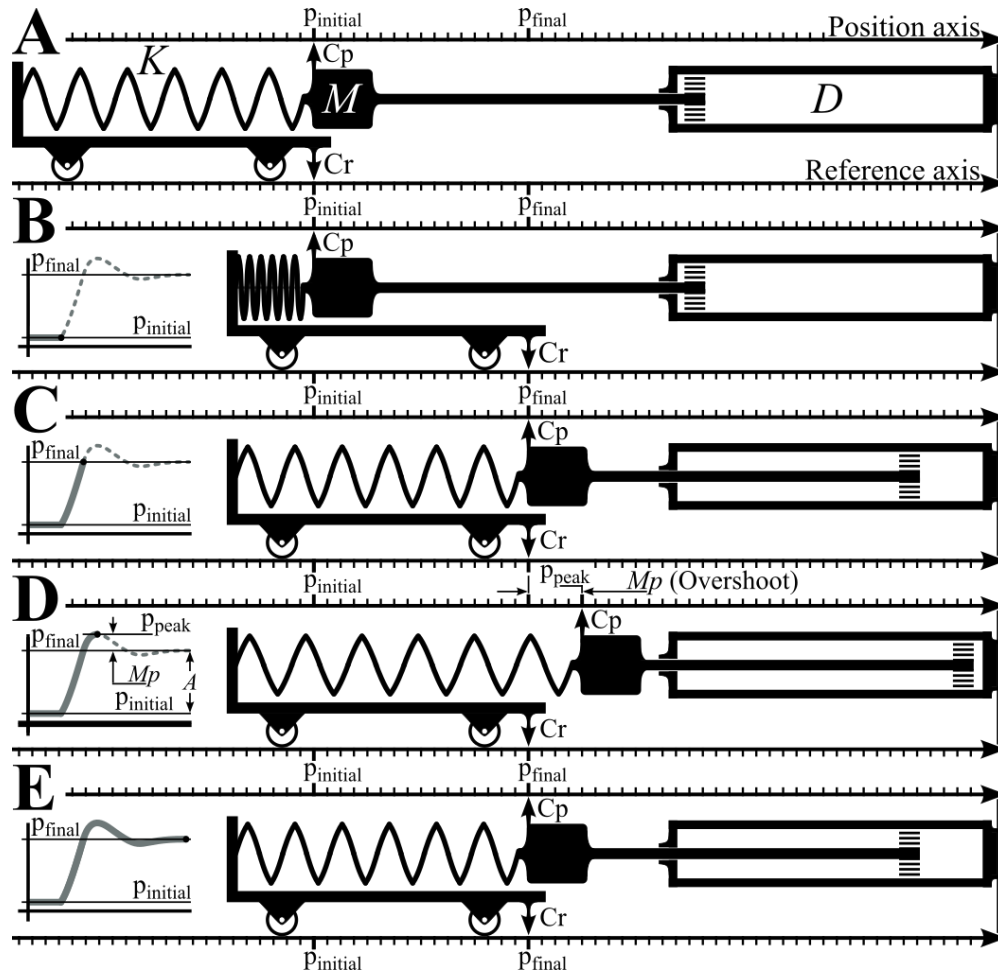 A
p_initial p_final
Position axis
K
Cp
M
D
Cr
Reference axis
p_initial p_final
B
Cp
p_final
p_initial
Cr
p_initial p_final
C
Cp
p_final
p_initial
Cr
p_initial p_peak Mp (Overshoot)
D
Cp
p_peak
p_final
Mp A
p_initial
Cr
p_initial p_final
E
Cp
p_final
p_initial
Cr
p_initial p_final